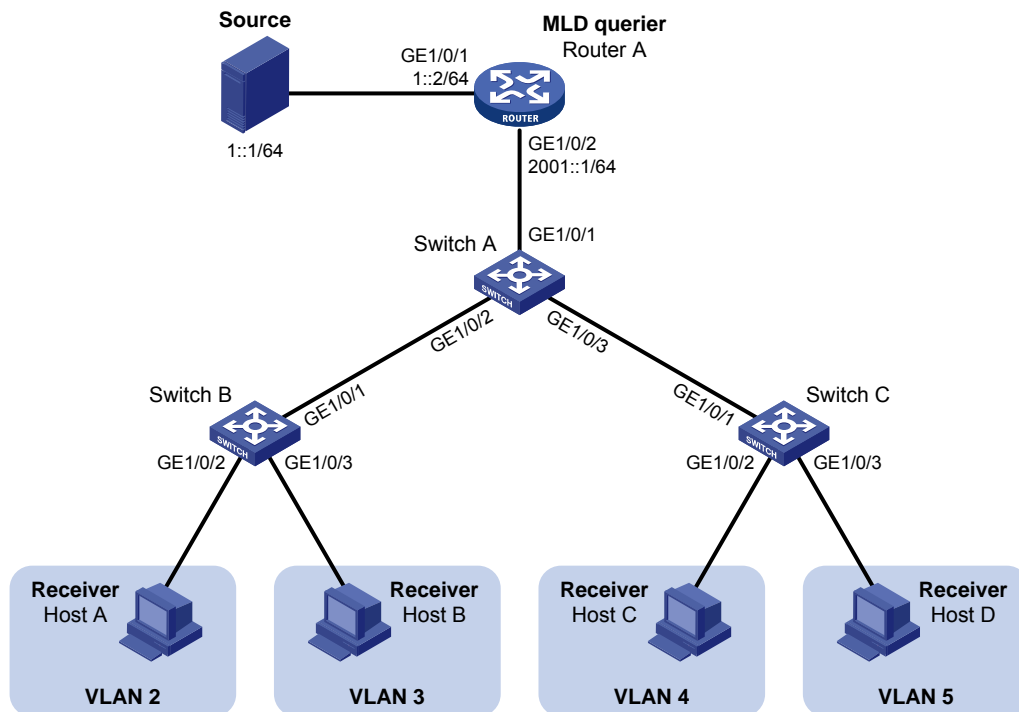 Source
MLD querier
Router A
GE1/0/1
1::2/64
ROUTER
1::1/64
GE1/0/2
2001::1/64
GE1/0/1
Switch A
SWITCH
GE1/0/2
GE1/0/3
Switch B
GE1/0/1
SWITCH
GE1/0/2
GE1/0/3
Switch C
GE1/0/1
SWITCH
GE1/0/2
GE1/0/3
Receiver
Host A
VLAN 2
Receiver
Host B
VLAN 3
Receiver
Host C
VLAN 4
Receiver
Host D
VLAN 5